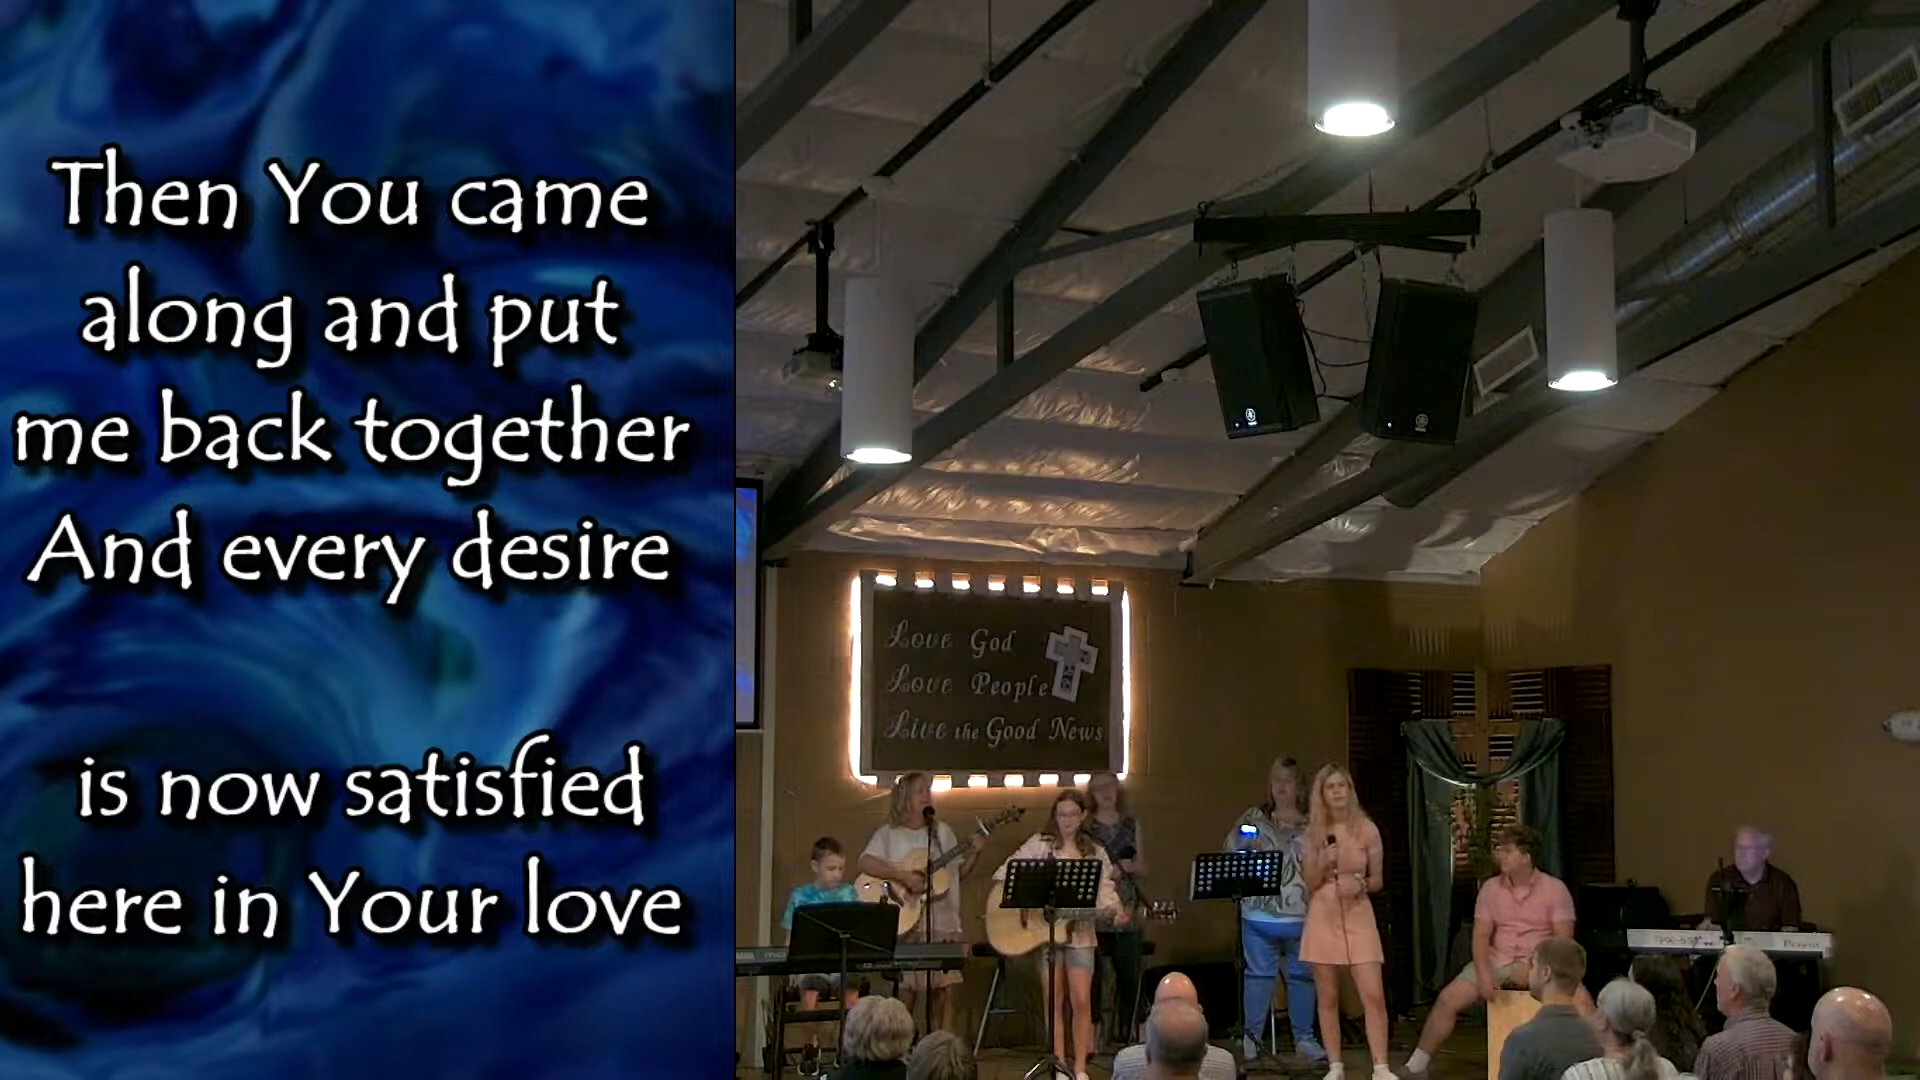 Then You came
along and put
me back together
And every desire
is now satisfied
here in Your love
Love God
Love People
Live the Good News